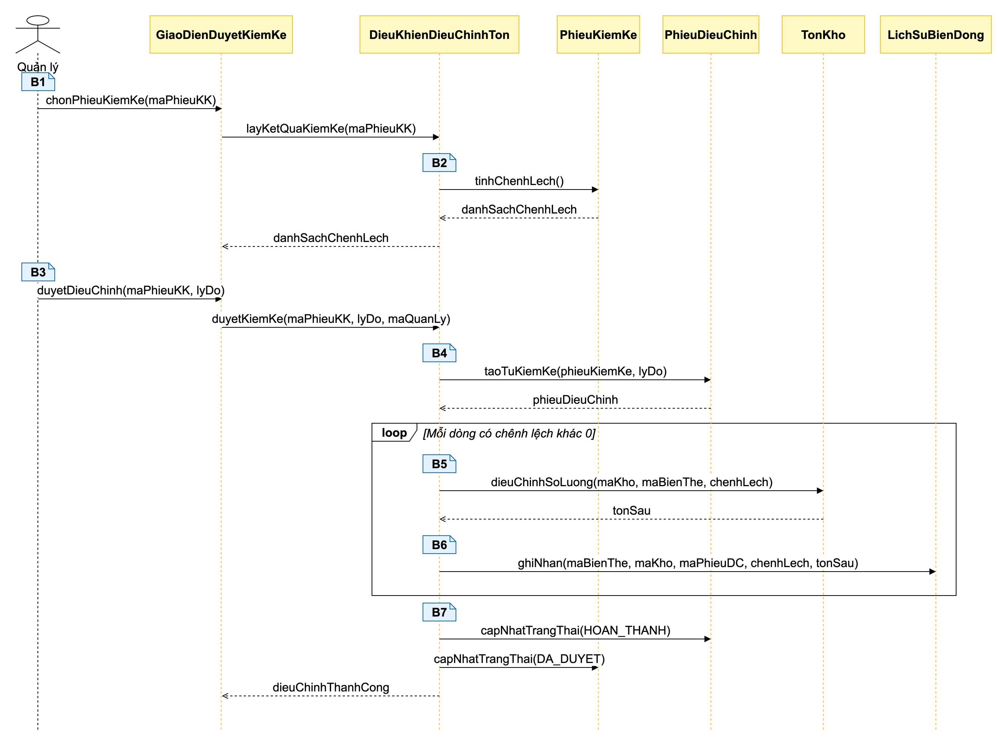 GiaoDienDuyetKiemKe
DieuKhienDieuChinhTon
PhieuKiemKe
PhieuDieuChinh
TonKho
LichSuBienDong
Quản lý
B1
chonPhieuKiemKe(maPhieuKK)
layKetQuaKiemKe(maPhieuKK)
B2
tinhChenhLech()
danhSachChenhLech
danhSachChenhLech
B3
duyetDieuChinh(maPhieuKK, lyDo)
duyetKiemKe(maPhieuKK, lyDo, maQuanLy)
B4
taoTuKiemKe(phieuKiemKe, lyDo)
phieuDieuChinh
loop [Mỗi dòng có chênh lệch khác 0]
B5
dieuChinhSoLuong(maKho, maBienThe, chenhLech)
tonSau
B6
ghiNhan(maBienThe, maKho, maPhieuDC, chenhLech, tonSau)
B7
capNhatTrangThai(HOAN_THANH)
capNhatTrangThai(DA_DUYET)
dieuChinhThanhCong